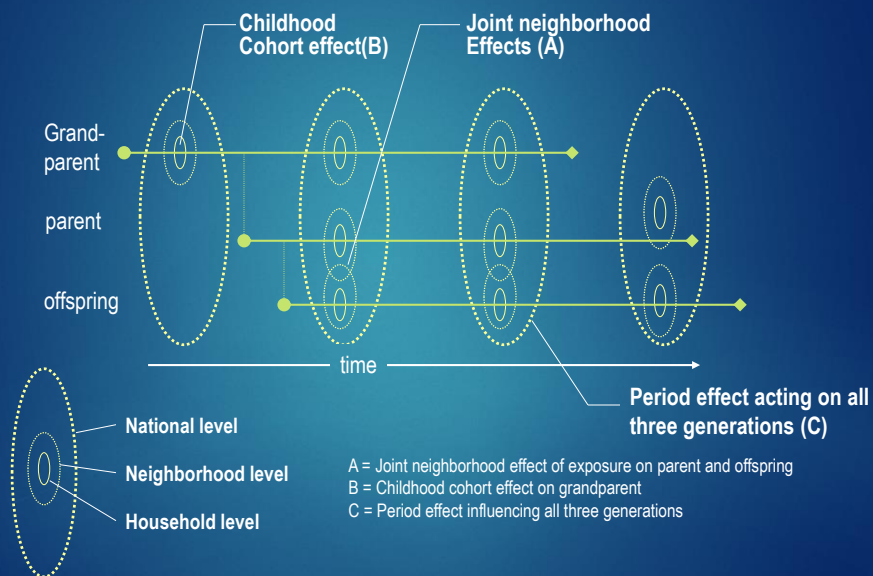 Childhood
Cohort effect(B)
Joint neighborhood
Effects (A)
Grand-
parent
parent
offspring
time
Period effect acting on all
three generations (C)
National level
Neighborhood level
Household level
A = Joint neighborhood effect of exposure on parent and offspring
B = Childhood cohort effect on grandparent
C = Period effect influencing all three generations